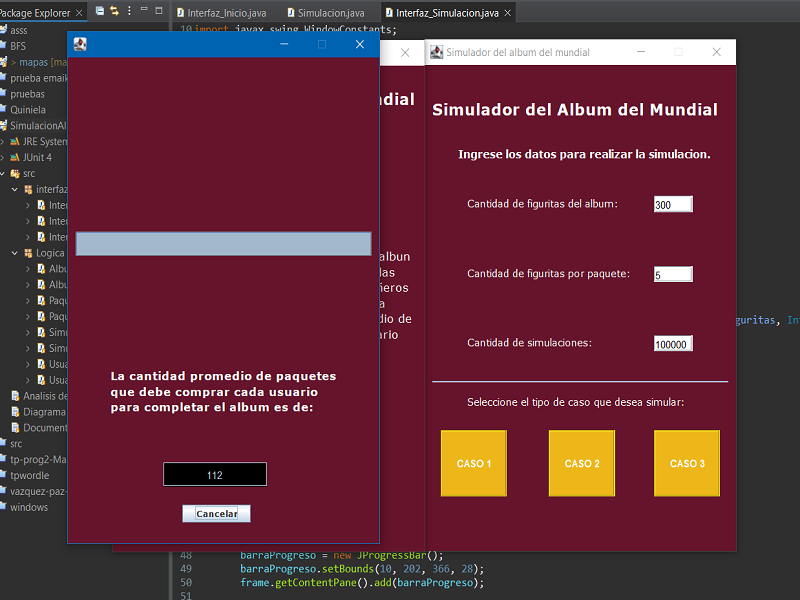 Package Explorer
Interfaz_Inicio.java
Simulacion.java
Interfaz_Simulacion.java
10 import javax.swing.WindowConstants;
asss
BFS
> mapas [ma
prueba emaik
pruebas
Quiniela
SimulacionAl
JRE System
JUnit 4
src
interfaz
Inter
Inter
Inter
Logica
Albu
Albu
Paqu
Paqu
Simu
Simu
Usua
Usua
Analisis de
Diagrama
Document
src
tp-prog2-Ma
tpwordle
vazquez-paz-
windows
La cantidad promedio de paquetes
que debe comprar cada usuario
para completar el album es de:
112
Cancelar
ndial
albun
las
ñeros
a
dio de
ario
Simulador del album del mundial
Simulador del Album del Mundial
Ingrese los datos para realizar la simulacion.
Cantidad de figuritas del album:
300
Cantidad de figuritas por paquete:
5
Cantidad de simulaciones:
100000
Seleccione el tipo de caso que desea simular:
CASO 1
CASO 2
CASO 3
guritas, In
48 barraProgreso = new JProgressBar();
49 barraProgreso.setBounds(10, 202, 366, 28);
50 frame.getContentPane().add(barraProgreso);
51